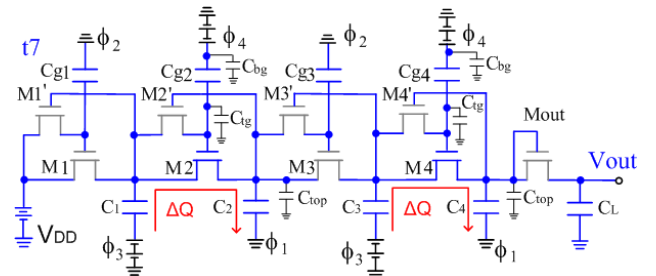 t7 ϕ2 ϕ4 ϕ2 ϕ4
Cg1 Cg2 Cbg Cg3 Cg4 Cbg
M1' M2' Ctg M3' M4' Ctg Mout
M1 M2 M3 M4 Vout
C1 ΔQ C2 Ctop C3 ΔQ C4 Ctop CL
VDD ϕ3 ϕ1 ϕ3 ϕ1